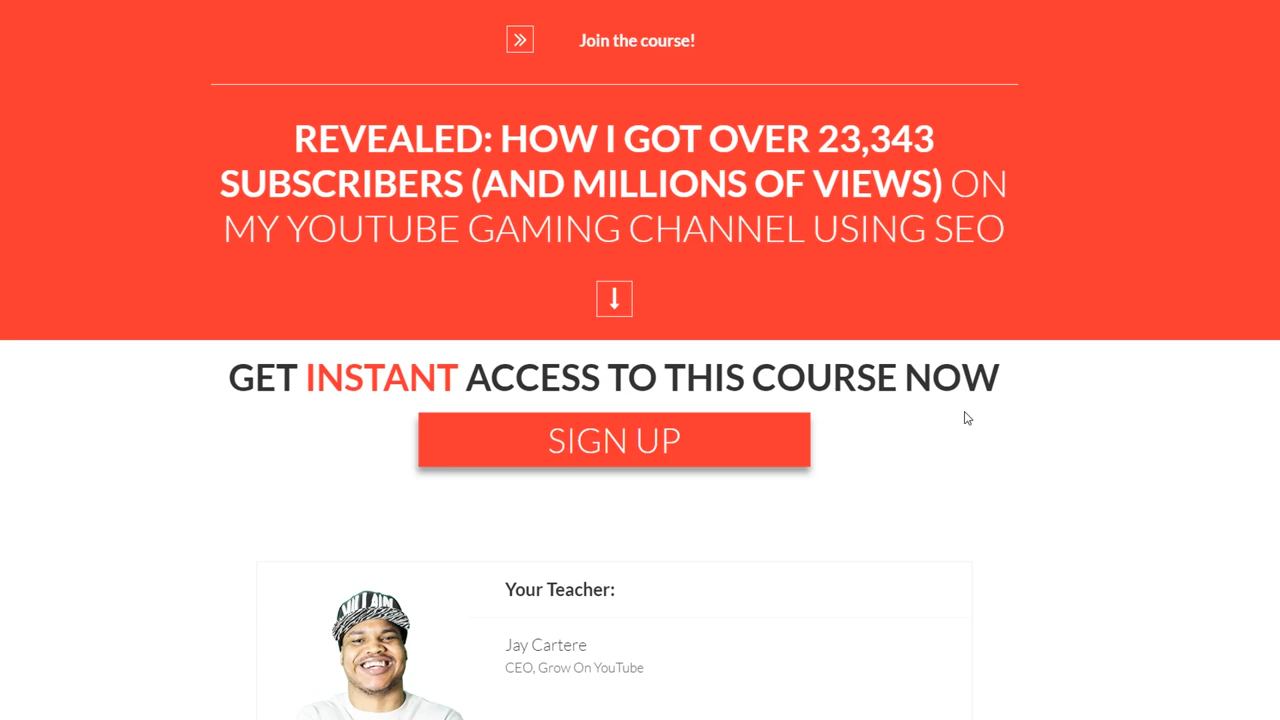 Join the course!
REVEALED: HOW I GOT OVER 23,343
SUBSCRIBERS (AND MILLIONS OF VIEWS) ON
MY YOUTUBE GAMING CHANNEL USING SEO
GET INSTANT ACCESS TO THIS COURSE NOW
SIGN UP
Your Teacher:
Jay Cartere
CEO, Grow On YouTube